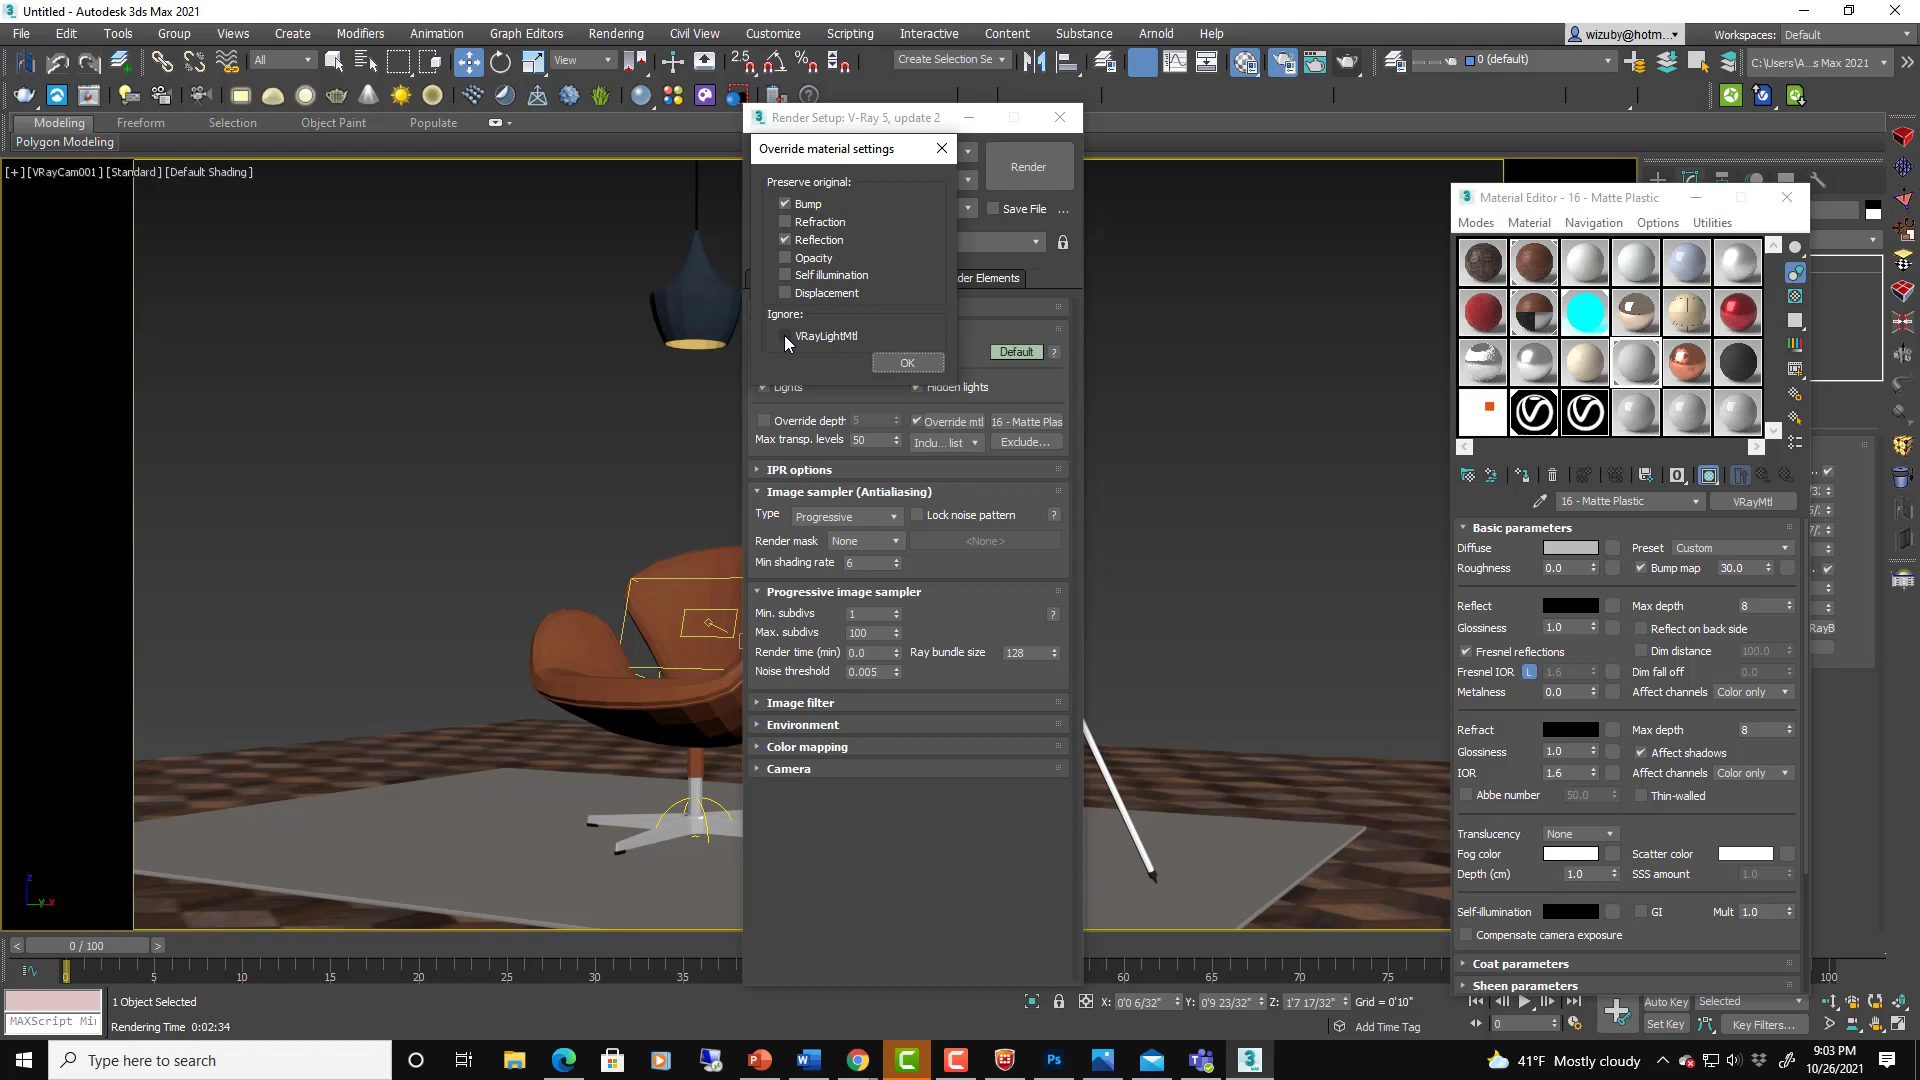 Untitled - Autodesk 3ds Max 2021
File Edit Tools Group Views Create Modifiers Animation Graph Editors Rendering Civil View Customize Scripting Interactive Content Substance Arnold Help
wizuby@hotm... Workspaces: Default
All View 2.5 Create Selection Se 0 (default) C:\Users\A...s Max 2021
Modeling Freeform Selection Object Paint Populate
Polygon Modeling
[+] [VRayCam001] [Standard] [Default Shading]
Render Setup: V-Ray 5, update 2
Override material settings
Preserve original:
Bump
Refraction
Reflection
Opacity
Self illumination
Displacement
Ignore:
VRayLightMtl
OK
Render
Save File ...
der Elements
Default ?
Lights Hidden lights
Override depth 5 Override mtl 16 - Matte Plas
Max transp. levels 50 Inclu... list Exclude...
IPR options
Image sampler (Antialiasing)
Type Progressive Lock noise pattern ?
Render mask None <None>
Min shading rate 6
Progressive image sampler
Min. subdivs 1 ?
Max. subdivs 100
Render time (min) 0.0 Ray bundle size 128
Noise threshold 0.005
Image filter
Environment
Color mapping
Camera
Material Editor - 16 - Matte Plastic
Modes Material Navigation Options Utilities
16 - Matte Plastic VRayMtl
Basic parameters
Diffuse Preset Custom
Roughness 0.0 Bump map 30.0
Reflect Max depth 8
Glossiness 1.0 Reflect on back side
Fresnel reflections Dim distance 100.0
Fresnel IOR L 1.6 Dim fall off 0.0
Metalness 0.0 Affect channels Color only
Refract Max depth 8
Glossiness 1.0 Affect shadows
IOR 1.6 Affect channels Color only
Abbe number 50.0 Thin-walled
Translucency None
Fog color Scatter color
Depth (cm) 1.0 SSS amount 1.0
Self-illumination GI Mult 1.0
Compensate camera exposure
Coat parameters
Sheen parameters
RayB
0 / 100
0 5 10 15 20 25 30 35 60 65 70 75 100
1 Object Selected
MAXScript Mi
Rendering Time 0:02:34
X: 0'0 6/32" Y: 0'9 23/32" Z: 1'7 17/32" Grid = 0'10"
Add Time Tag
0
Auto Key Selected
Set Key Key Filters...
Type here to search
41°F Mostly cloudy
9:03 PM
10/26/2021